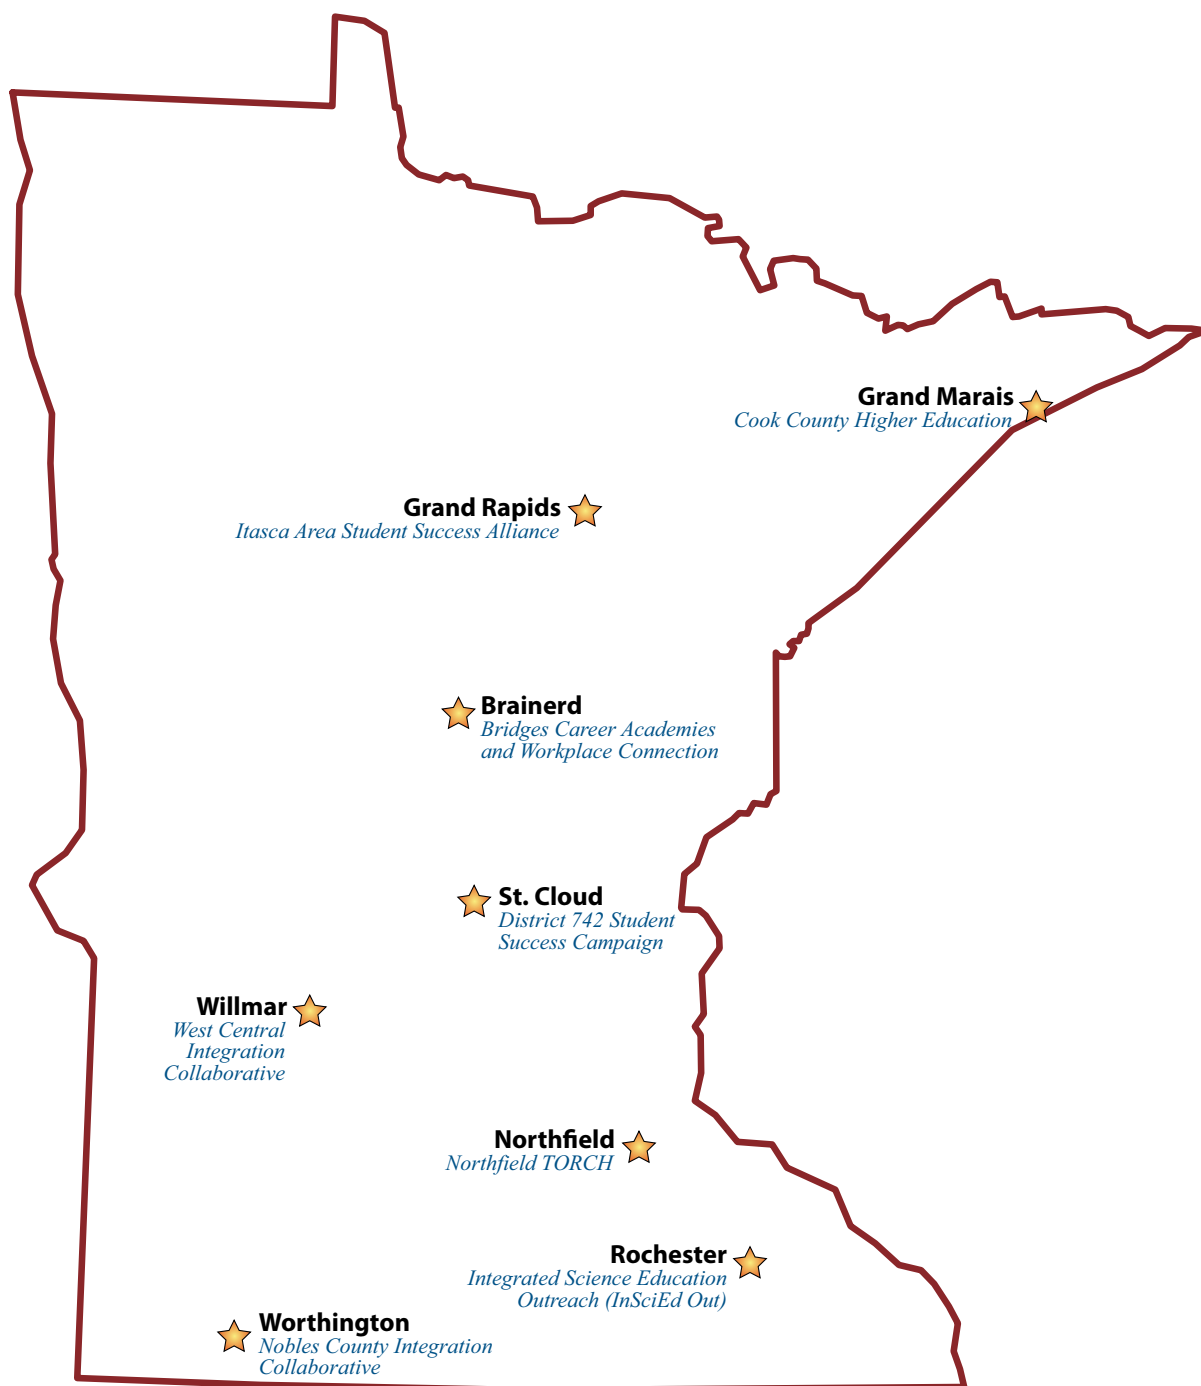 Grand Marais
Cook County Higher Education
Grand Rapids
Itasca Area Student Success Alliance
Brainerd
Bridges Career Academies
and Workplace Connection
St. Cloud
District 742 Student
Success Campaign
Willmar
West Central
Integration
Collaborative
Northfield
Northfield TORCH
Rochester
Integrated Science Education
Outreach (InSciEd Out)
Worthington
Nobles County Integration
Collaborative